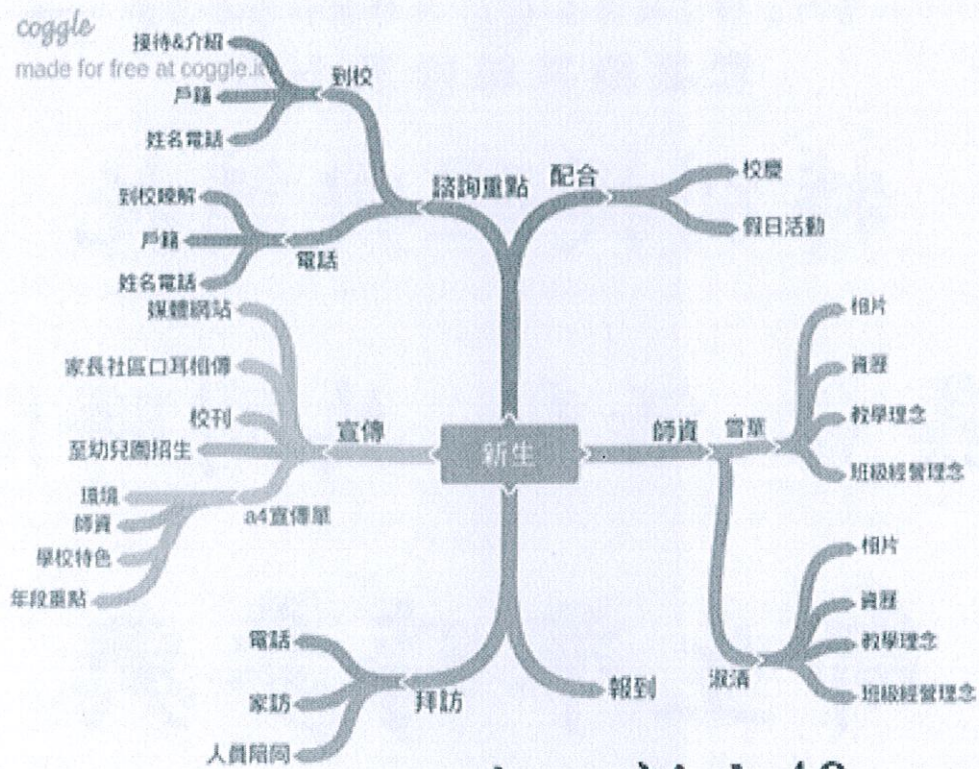 coggle
made for free at coggle.it
接待&介紹
戶籍
姓名電話
到校
到校瞭解
戶籍
姓名電話
電話
諮詢重點
配合
校慶
假日活動
媒體網站
家長社區口耳相傳
校刊
至幼兒園招生
環境
師資
學校特色
年段重點
a4宣傳單
宣傳
新生
師資
雪華
相片
資歷
教學理念
班級經營理念
相片
資歷
教學理念
班級經營理念
淑清
電話
家訪
人員陪同
拜訪
報到